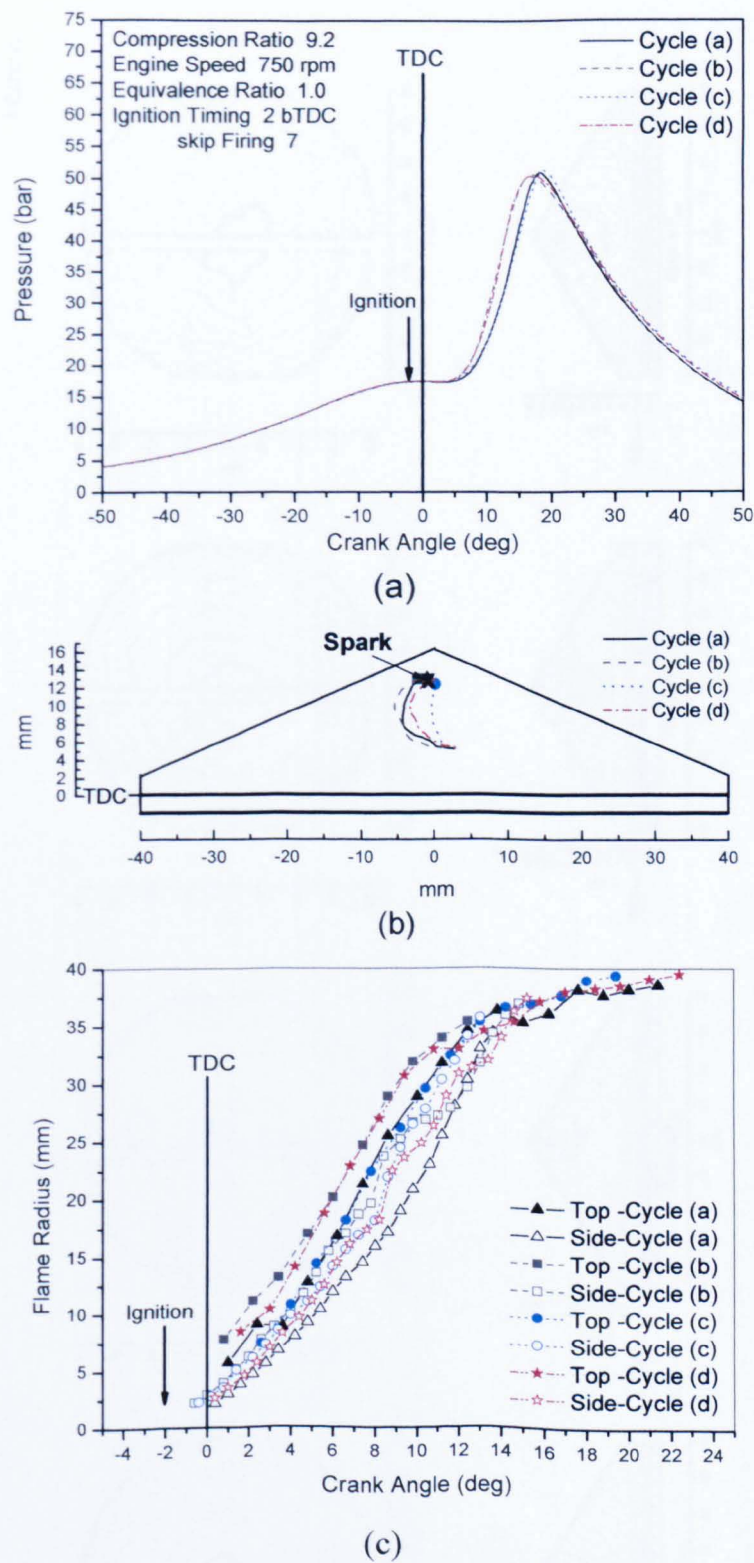 Compression Ratio 9.2
Engine Speed 750 rpm
Equivalence Ratio 1.0
Ignition Timing 2 bTDC
skip Firing 7
TDC
Cycle (a)
Cycle (b)
Cycle (c)
Cycle (d)
Ignition
Pressure (bar)
75
70
65
60
55
50
45
40
35
30
25
20
15
10
5
0
-50 -40 -30 -20 -10 0 10 20 30 40 50
Crank Angle (deg)
(a)
Spark
Cycle (a)
Cycle (b)
Cycle (c)
Cycle (d)
mm
16
14
12
10
8
6
4
2
0
TDC
-40 -30 -20 -10 0 10 20 30 40
mm
(b)
Flame Radius (mm)
40
35
30
25
20
15
10
5
0
TDC
Ignition
Top -Cycle (a)
Side-Cycle (a)
Top -Cycle (b)
Side-Cycle (b)
Top -Cycle (c)
Side-Cycle (c)
Top -Cycle (d)
Side-Cycle (d)
-4 -2 0 2 4 6 8 10 12 14 16 18 20 22 24
Crank Angle (deg)
(c)